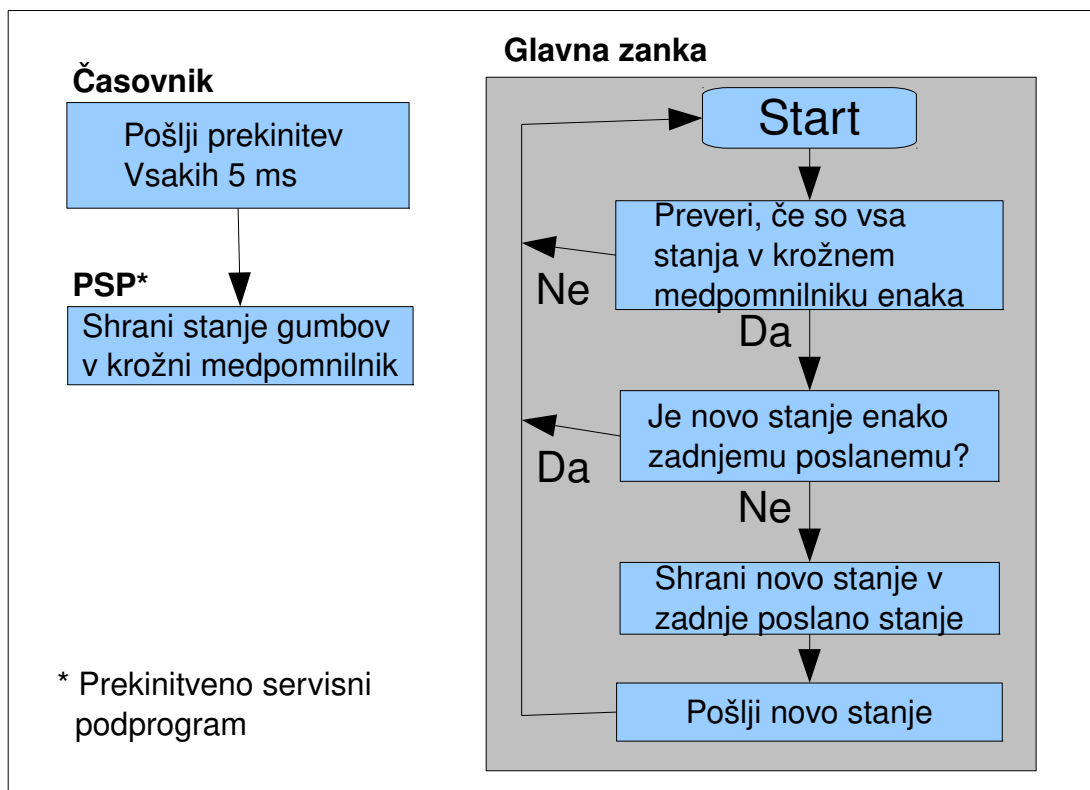 Časovnik
Pošlji prekinitev
Vsakih 5 ms
PSP*
Shrani stanje gumbov
v krožni medpomnilnik
* Prekinitveno servisni
podprogram
Glavna zanka
Start
Preveri, če so vsa
stanja v krožnem
medpomnilniku enaka
Ne
Da
Je novo stanje enako
zadnjemu poslanemu?
Da
Ne
Shrani novo stanje v
zadnje poslano stanje
Pošlji novo stanje